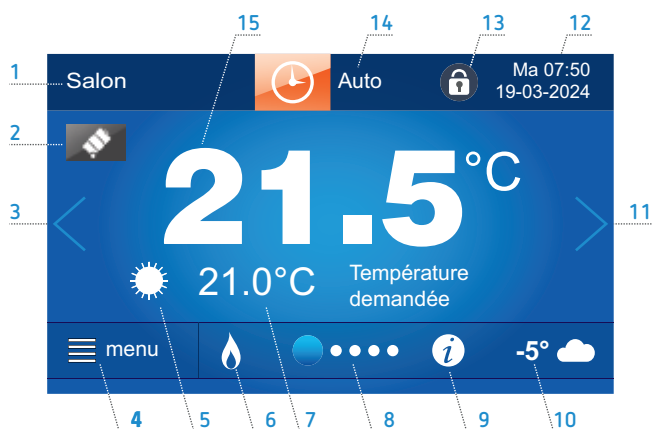 15 14 13 12
1 Salon Auto Ma 07:50
19-03-2024
2
21.5°C
3 11
21.0°C Température
demandée
menu i -5°
4 5 6 7 8 9 10